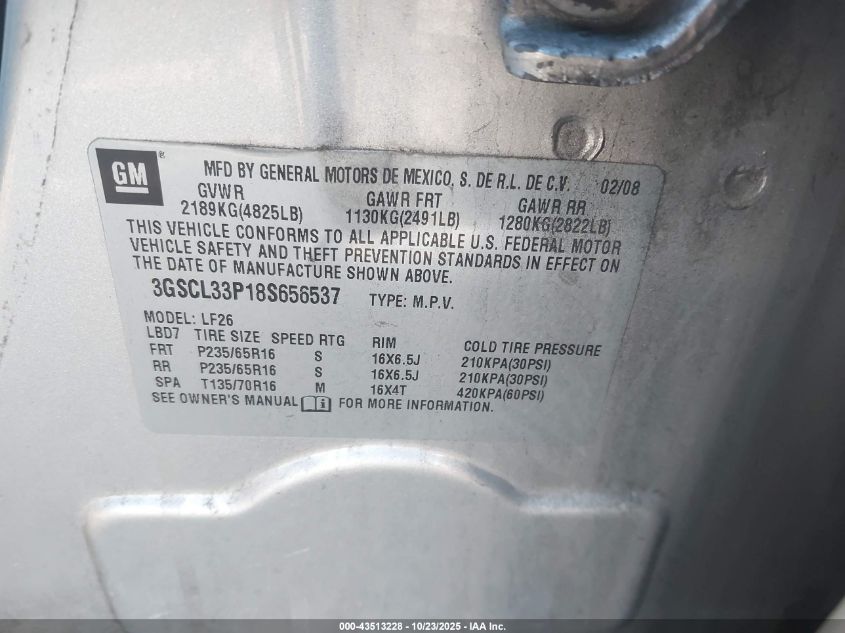 GM ® MFD BY GENERAL MOTORS DE MEXICO, S. DE R.L. DE C.V. 02/08
GVWR GAWR FRT GAWR RR
2189KG(4825LB) 1130KG(2491LB) 1280KG(2822LB)
THIS VEHICLE CONFORMS TO ALL APPLICABLE U.S. FEDERAL MOTOR
VEHICLE SAFETY AND THEFT PREVENTION STANDARDS IN EFFECT ON
THE DATE OF MANUFACTURE SHOWN ABOVE.
3GSCL33P18S656537 TYPE: M.P.V.
MODEL: LF26
LBD7 TIRE SIZE SPEED RTG RIM COLD TIRE PRESSURE
FRT P235/65R16 S 16X6.5J 210KPA(30PSI)
RR P235/65R16 S 16X6.5J 210KPA(30PSI)
SPA T135/70R16 M 16X4T 420KPA(60PSI)
SEE OWNER'S MANUAL i FOR MORE INFORMATION.
000-43513228 - 10/23/2025 - IAA Inc.